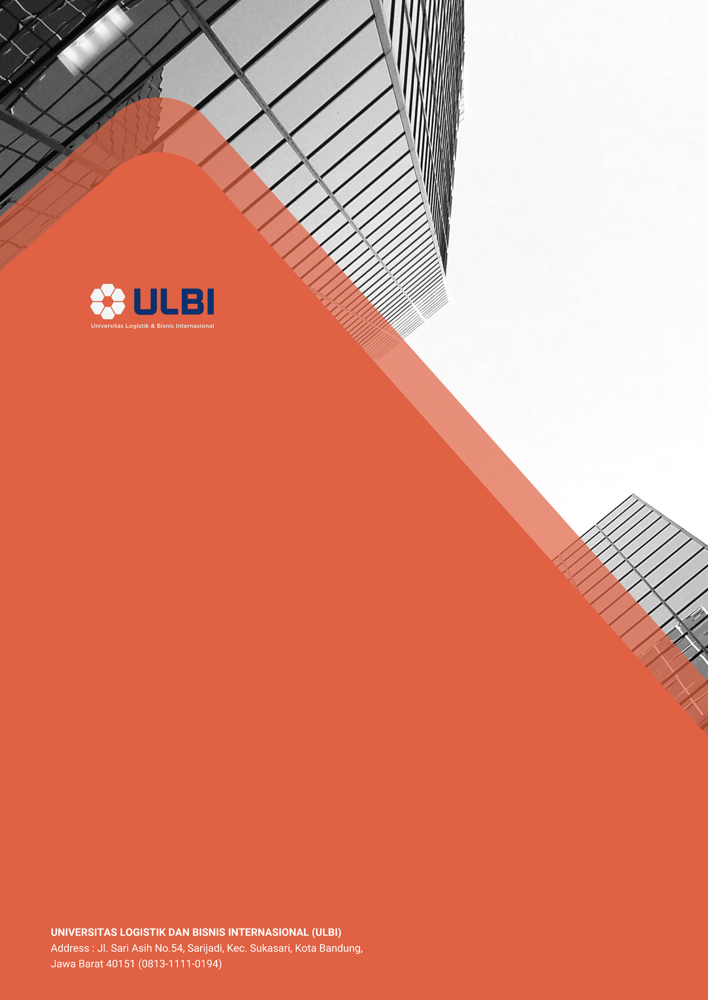 ULBI
Universitas Logistik & Bisnis Internasional
UNIVERSITAS LOGISTIK DAN BISNIS INTERNASIONAL (ULBI)
Address : Jl. Sari Asih No.54, Sarijadi, Kec. Sukasari, Kota Bandung,
Jawa Barat 40151 (0813-1111-0194)